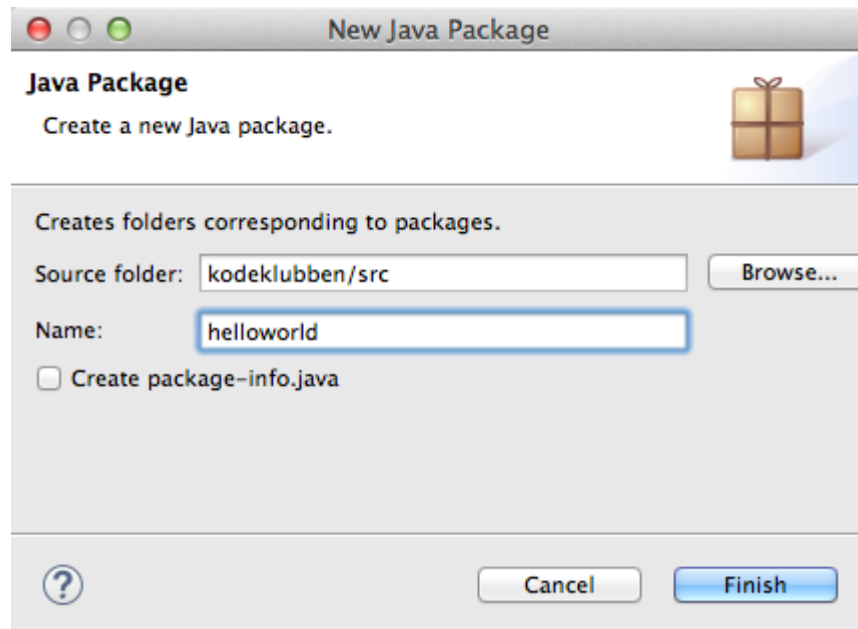 New Java Package
Java Package
Create a new Java package.
Creates folders corresponding to packages.
Source folder: kodeklubben/src Browse...
Name: helloworld
Create package-info.java
? Cancel Finish